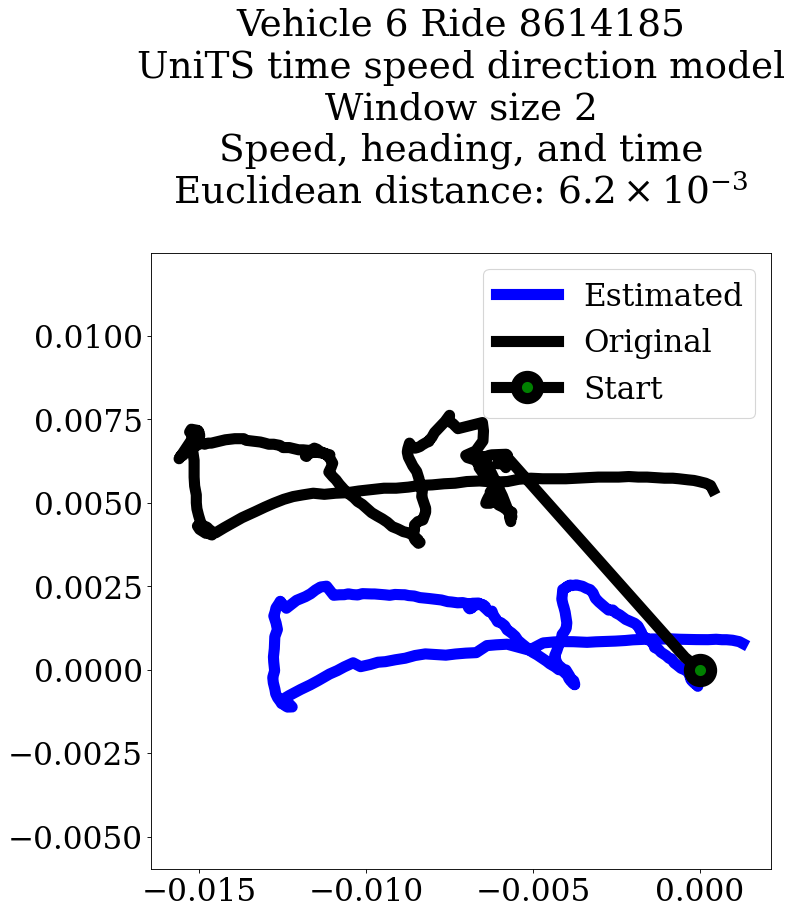 Vehicle 6 Ride 8614185
UniTS time speed direction model
Window size 2
Speed, heading, and time
Euclidean distance: 6.2 × 10⁻³
Estimated
Original
Start
0.0100
0.0075
0.0050
0.0025
0.0000
−0.0025
−0.0050
−0.015 −0.010 −0.005 0.000